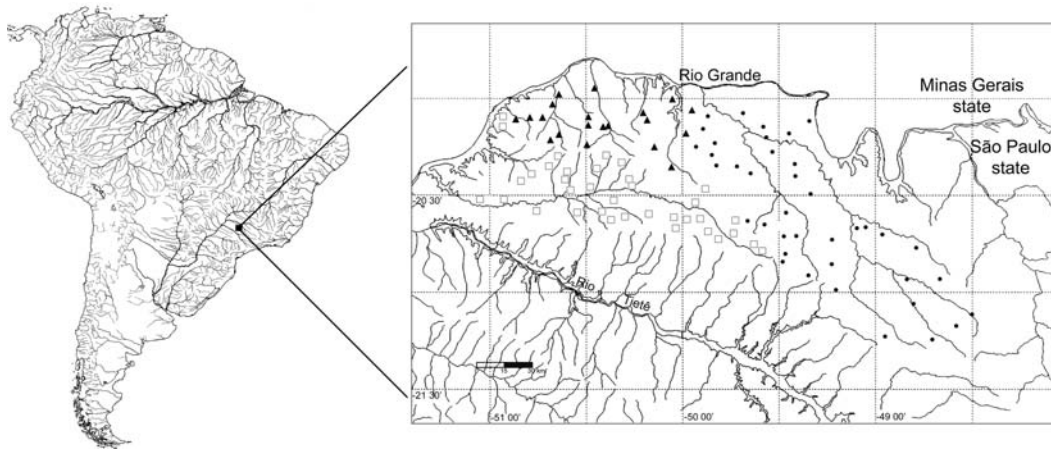 Rio Grande
Minas Gerais
state
São Paulo
state
-20 30'
Rio
Tietê
-21 30'
-51 00'
-50 00'
-49 00'